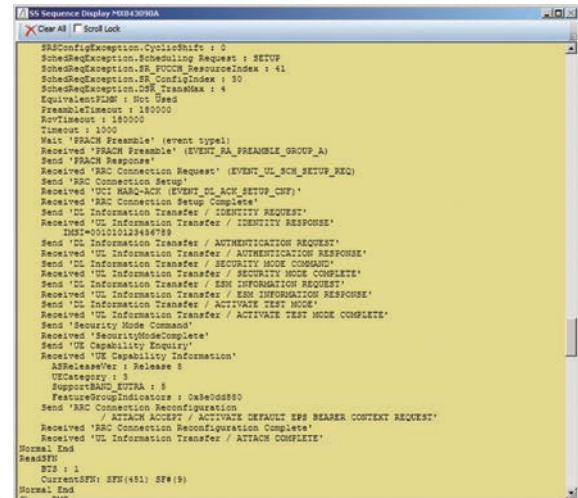 SS Sequence Display MX843090A
Clear All Scroll Lock
SRSConfigException.CyclicShift : 0
SchedReqException.Scheduling Request : SETUP
SchedReqException.SR_PUCCH_ResourceIndex : 41
SchedReqException.SR_ConfigIndex : 30
SchedReqException.DSR_TransMax : 4
EquivalentPLMN : Not Used
PreambleTimeout : 180000
RcvTimeout : 180000
Timeout : 1000
Wait 'PRACH Preamble' (event type1)
Received 'PRACH Preamble' (EVENT_RA_PREAMBLE_GROUP_A)
Send 'PRACH Response'
Received 'RRC Connection Request' (EVENT_UL_SCH_SETUP_REQ)
Send 'RRC Connection Setup'
Received 'UCI HARQ-ACK (EVENT_DL_ACK_SETUP_CNF)'
Received 'RRC Connection Setup Complete'
Send 'DL Information Transfer / IDENTITY REQUEST'
Received 'UL Information Transfer / IDENTITY RESPONSE'
IMSI=001010123456789
Send 'DL Information Transfer / AUTHENTICATION REQUEST'
Received 'UL Information Transfer / AUTHENTICATION RESPONSE'
Send 'DL Information Transfer / SECURITY MODE COMMAND'
Received 'UL Information Transfer / SECURITY MODE COMPLETE'
Send 'DL Information Transfer / ESM INFORMATION REQUEST'
Received 'UL Information Transfer / ESM INFORMATION RESPONSE'
Send 'DL Information Transfer / ACTIVATE TEST MODE'
Received 'UL Information Transfer / ACTIVATE TEST MODE COMPLETE'
Send 'Security Mode Command'
Received 'SecurityModeComplete'
Send 'UE Capability Enquiry'
Received 'UE Capability Information'
ASReleaseVer : Release 8
UECategory : 3
SupportBAND_EUTRA : 8
FeatureGroupIndicators : 0x5e0dd880
Send 'RRC Connection Reconfiguration
/ ATTACH ACCEPT / ACTIVATE DEFAULT EPS BEARER CONTEXT REQUEST'
Received 'RRC Connection Reconfiguration Complete'
Received 'UL Information Transfer / ATTACH COMPLETE'
Normal End
ReadSFN
BTS : 1
CurrentSFN: SFN(451) SF#(9)
Normal End